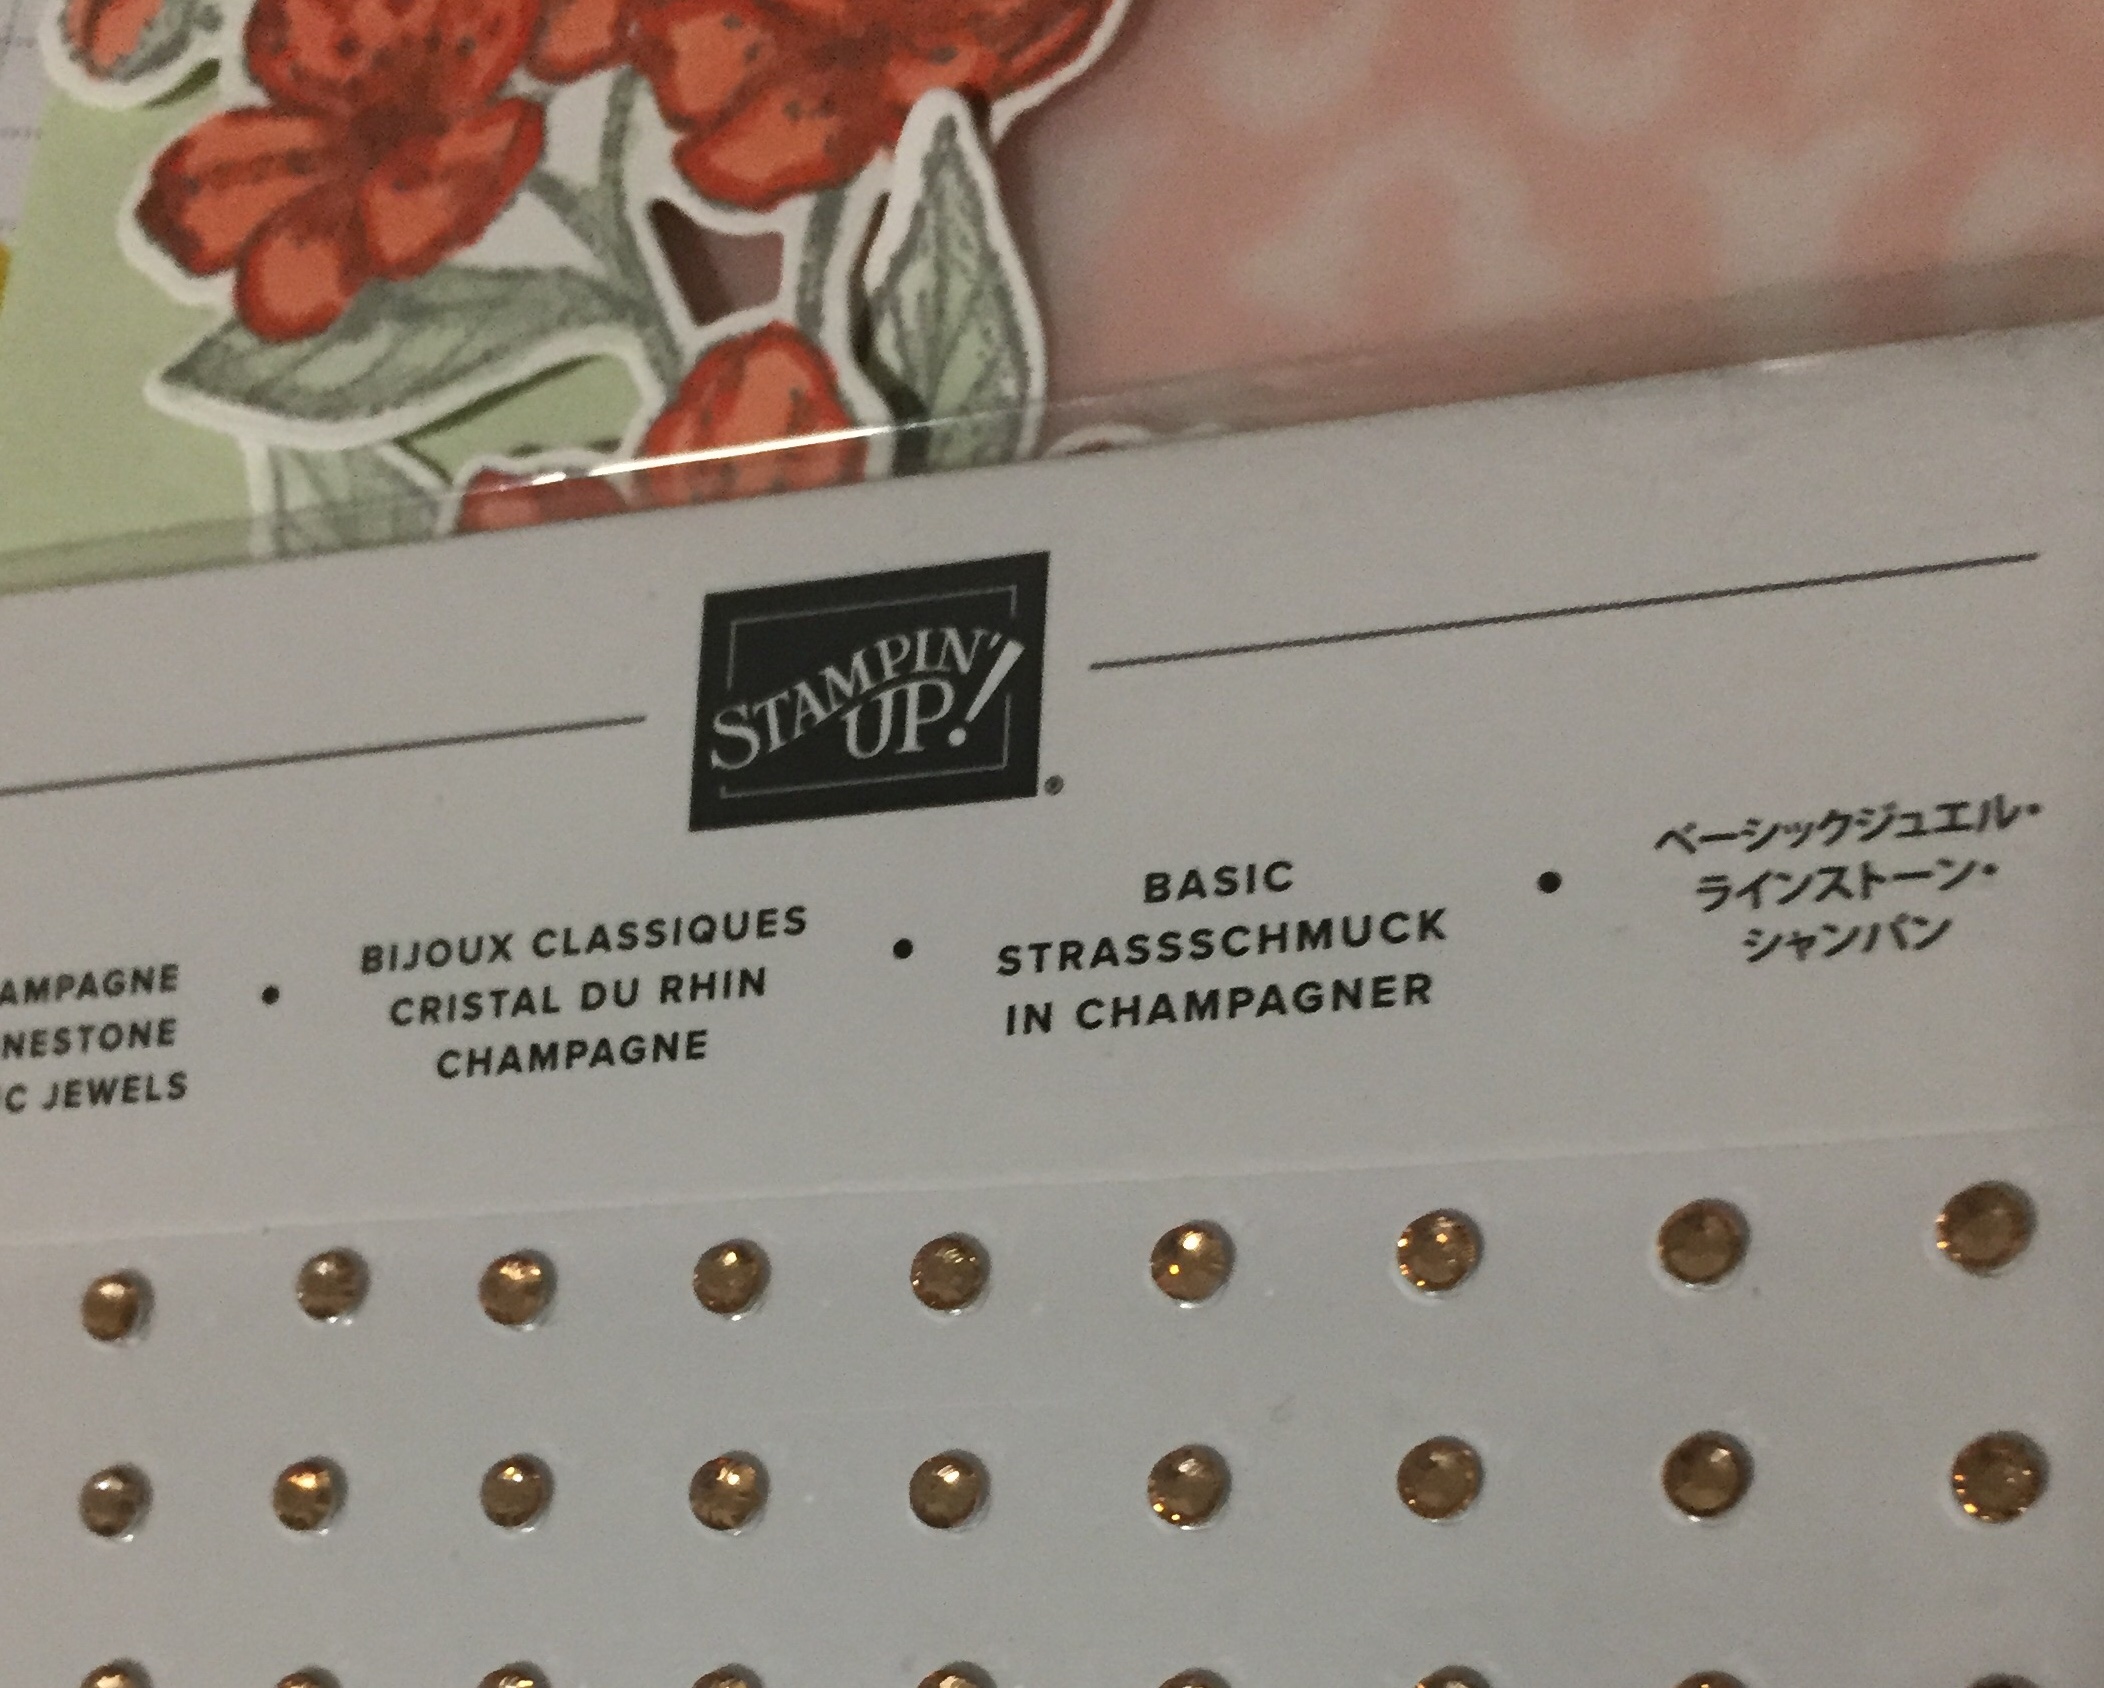 STAMPIN'
UP!
®
AMPAGNE
NESTONE
IC JEWELS
•
BIJOUX CLASSIQUES
CRISTAL DU RHIN
CHAMPAGNE
•
BASIC
STRASSSCHMUCK
IN CHAMPAGNER
•
ベーシックジュエル・
ラインストーン・
シャンパン